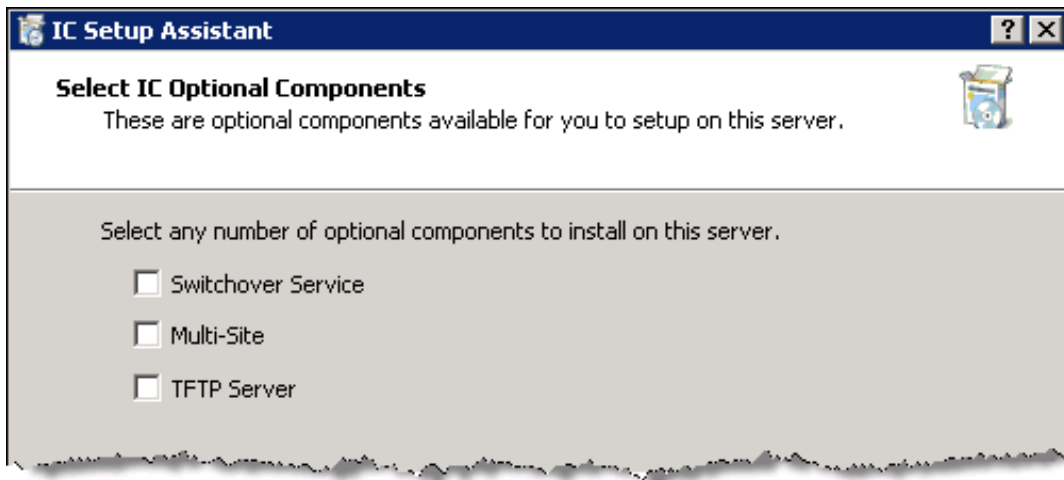 IC Setup Assistant
Select IC Optional Components
These are optional components available for you to setup on this server.
Select any number of optional components to install on this server.
Switchover Service
Multi-Site
TFTP Server